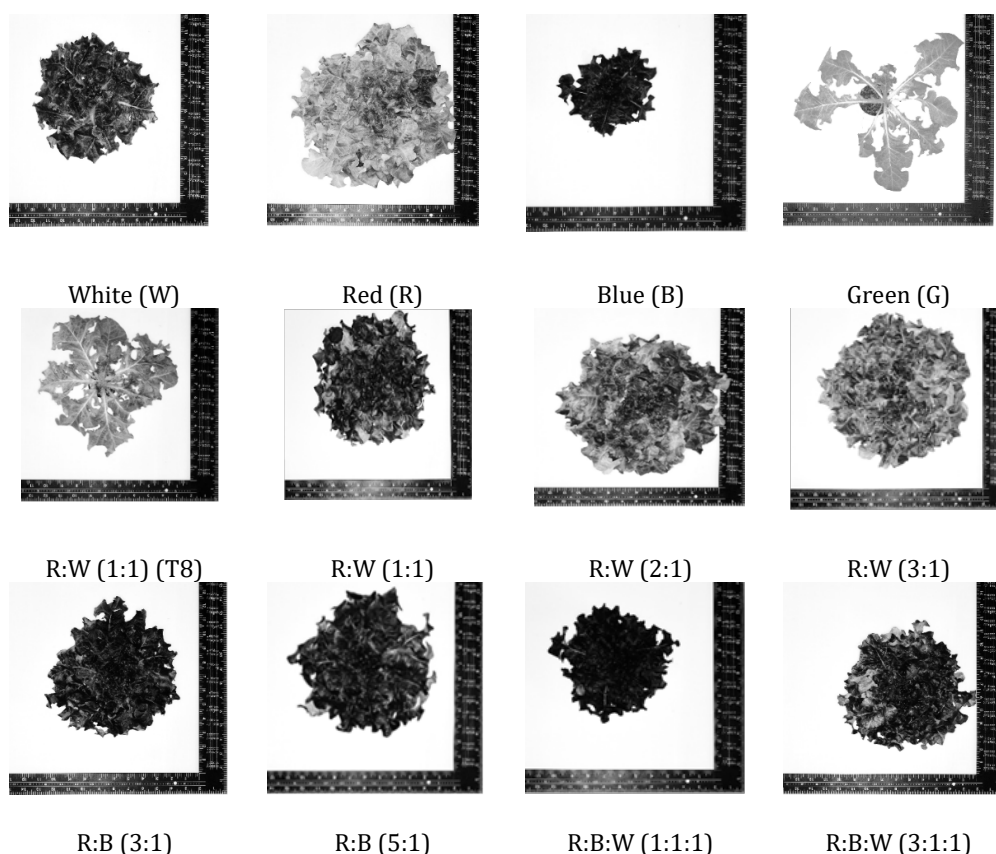 White (W)
Red (R)
Blue (B)
Green (G)
R:W (1:1) (T8)
R:W (1:1)
R:W (2:1)
R:W (3:1)
R:B (3:1)
R:B (5:1)
R:B:W (1:1:1)
R:B:W (3:1:1)